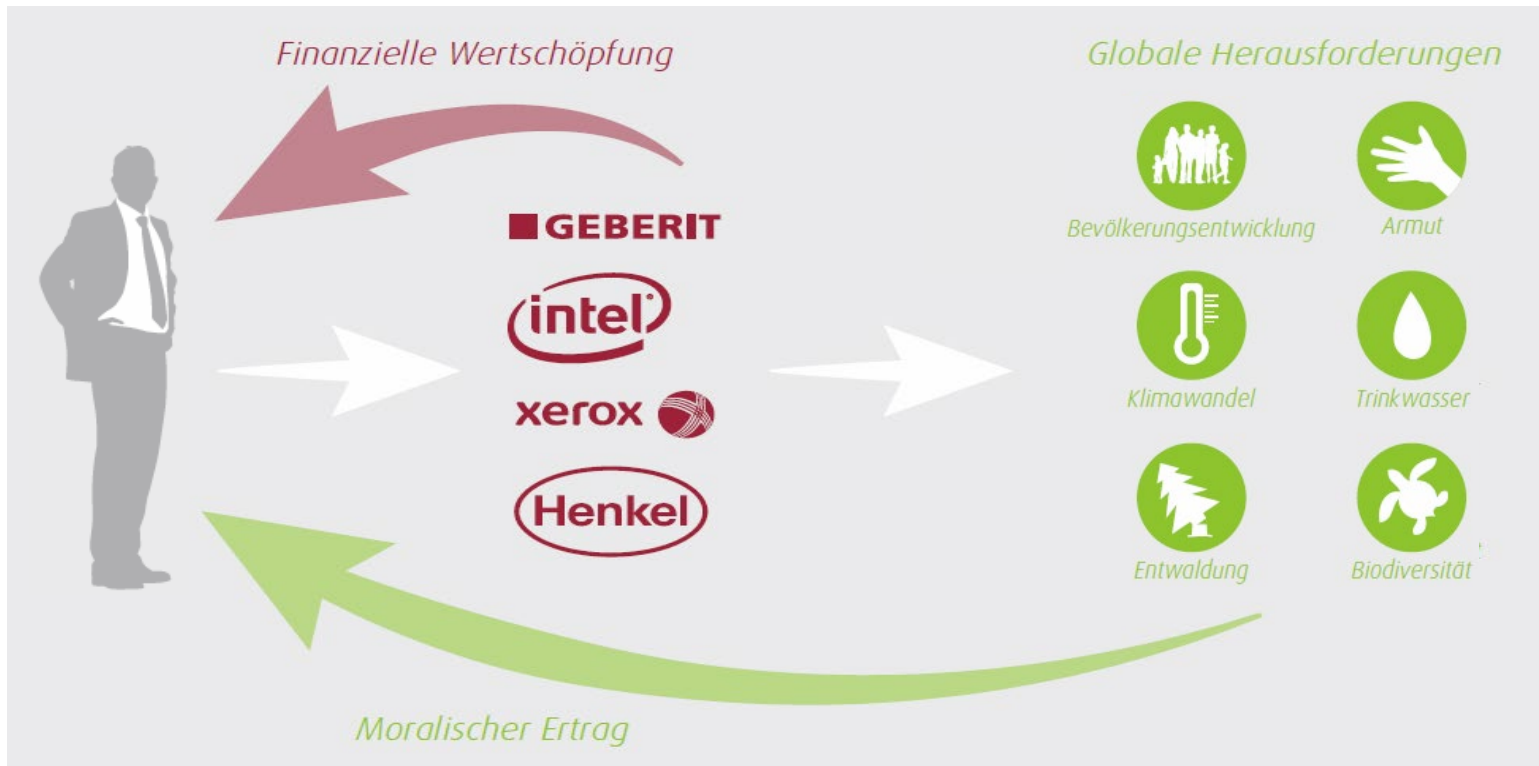 Finanzielle Wertschöpfung
Globale Herausforderungen
GEBERIT
intel
xerox
Henkel
Bevölkerungsentwicklung
Armut
Klimawandel
Trinkwasser
Entwaldung
Biodiversität
Moralischer Ertrag